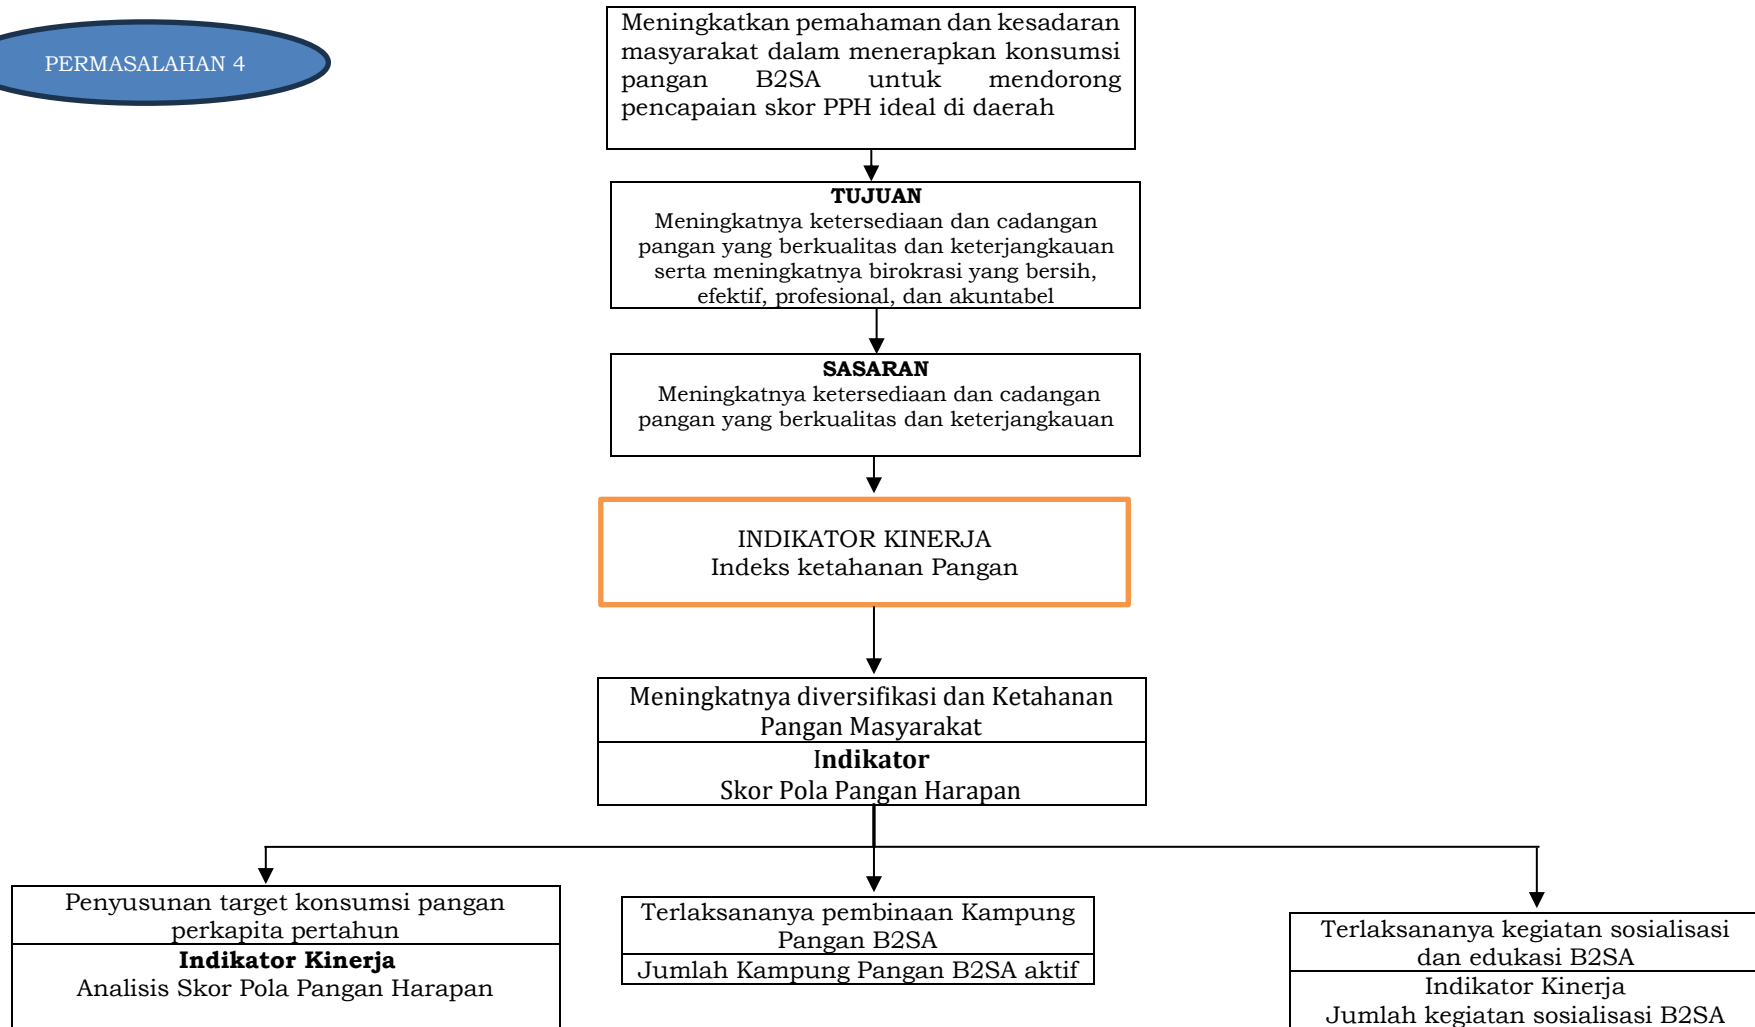 PERMASALAHAN 4
Meningkatkan pemahaman dan kesadaran
masyarakat dalam menerapkan konsumsi
pangan B2SA untuk mendorong
pencapaian skor PPH ideal di daerah
TUJUAN
Meningkatnya ketersediaan dan cadangan
pangan yang berkualitas dan keterjangkauan
serta meningkatnya birokrasi yang bersih,
efektif, profesional, dan akuntabel
SASARAN
Meningkatnya ketersediaan dan cadangan
pangan yang berkualitas dan keterjangkauan
INDIKATOR KINERJA
Indeks ketahanan Pangan
Meningkatnya diversifikasi dan Ketahanan
Pangan Masyarakat
Indikator
Skor Pola Pangan Harapan
Penyusunan target konsumsi pangan
perkapita pertahun
Indikator Kinerja
Analisis Skor Pola Pangan Harapan
Terlaksananya pembinaan Kampung
Pangan B2SA
Jumlah Kampung Pangan B2SA aktif
Terlaksananya kegiatan sosialisasi
dan edukasi B2SA
Indikator Kinerja
Jumlah kegiatan sosialisasi B2SA